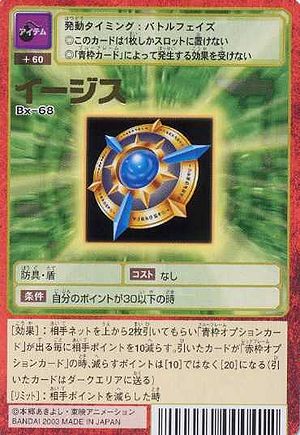 アイテム
+60
発動タイミング：バトルフェイズ
◎このカードは1枚しかスロットに置けない
◎「青枠カード」によって発生する効果を受けない
イージス
Bx-68
防具・盾
コスト なし
条件 自分のポイントが30以下の時
[効果]：相手ネットを上から2枚引いてもらい「青枠オプションカー
ド」が出る毎に相手ポイントを10減らす。引いたカードが「赤枠オプ
ションカード」の時、減らすポイントは[10]ではなく[20]になる（引
いたカードはダークエリアに送る）
[リミット]：相手のポイントを減らした時
©本郷あきよし・東映アニメーション
BANDAI 2003 MADE IN JAPAN